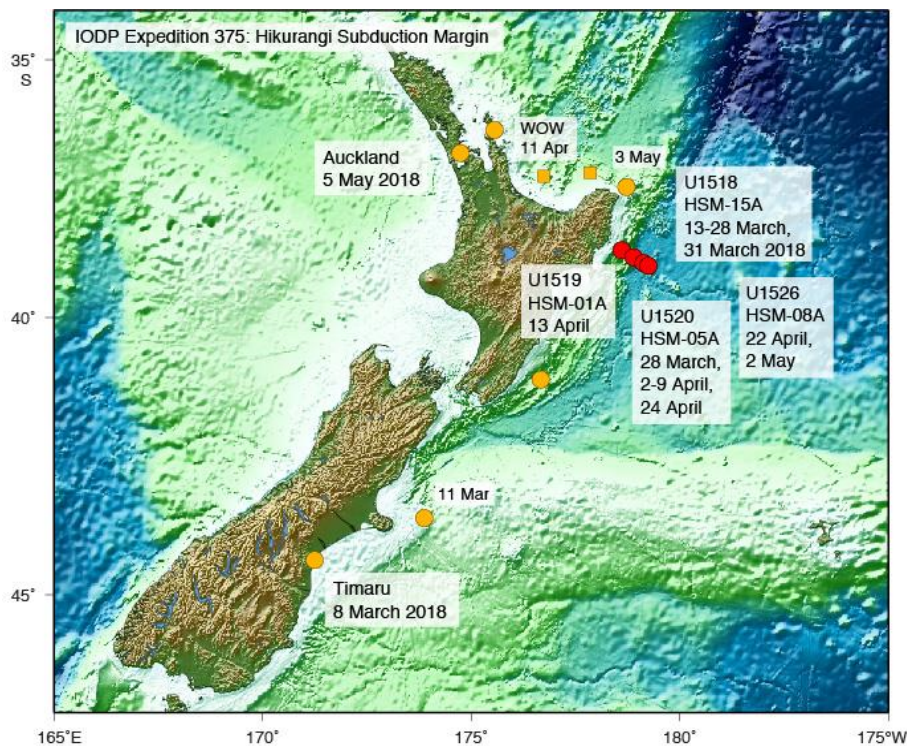 IODP Expedition 375: Hikurangi Subduction Margin
35°
S
WOW
11 Apr
3 May
Auckland
5 May 2018
U1518
HSM-15A
13-28 March,
31 March 2018
U1519
HSM-01A
13 April
U1526
HSM-08A
22 April,
2 May
40°
U1520
HSM-05A
28 March,
2-9 April,
24 April
11 Mar
Timaru
8 March 2018
45°
165°E
170°
175°
180°
175°W